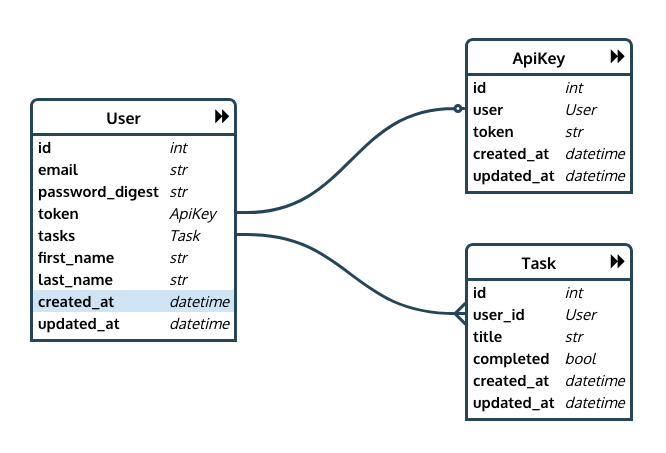 User
id int
email str
password_digest str
token ApiKey
tasks Task
first_name str
last_name str
created_at datetime
updated_at datetime
ApiKey
id int
user User
token str
created_at datetime
updated_at datetime
Task
id int
user_id User
title str
completed bool
created_at datetime
updated_at datetime